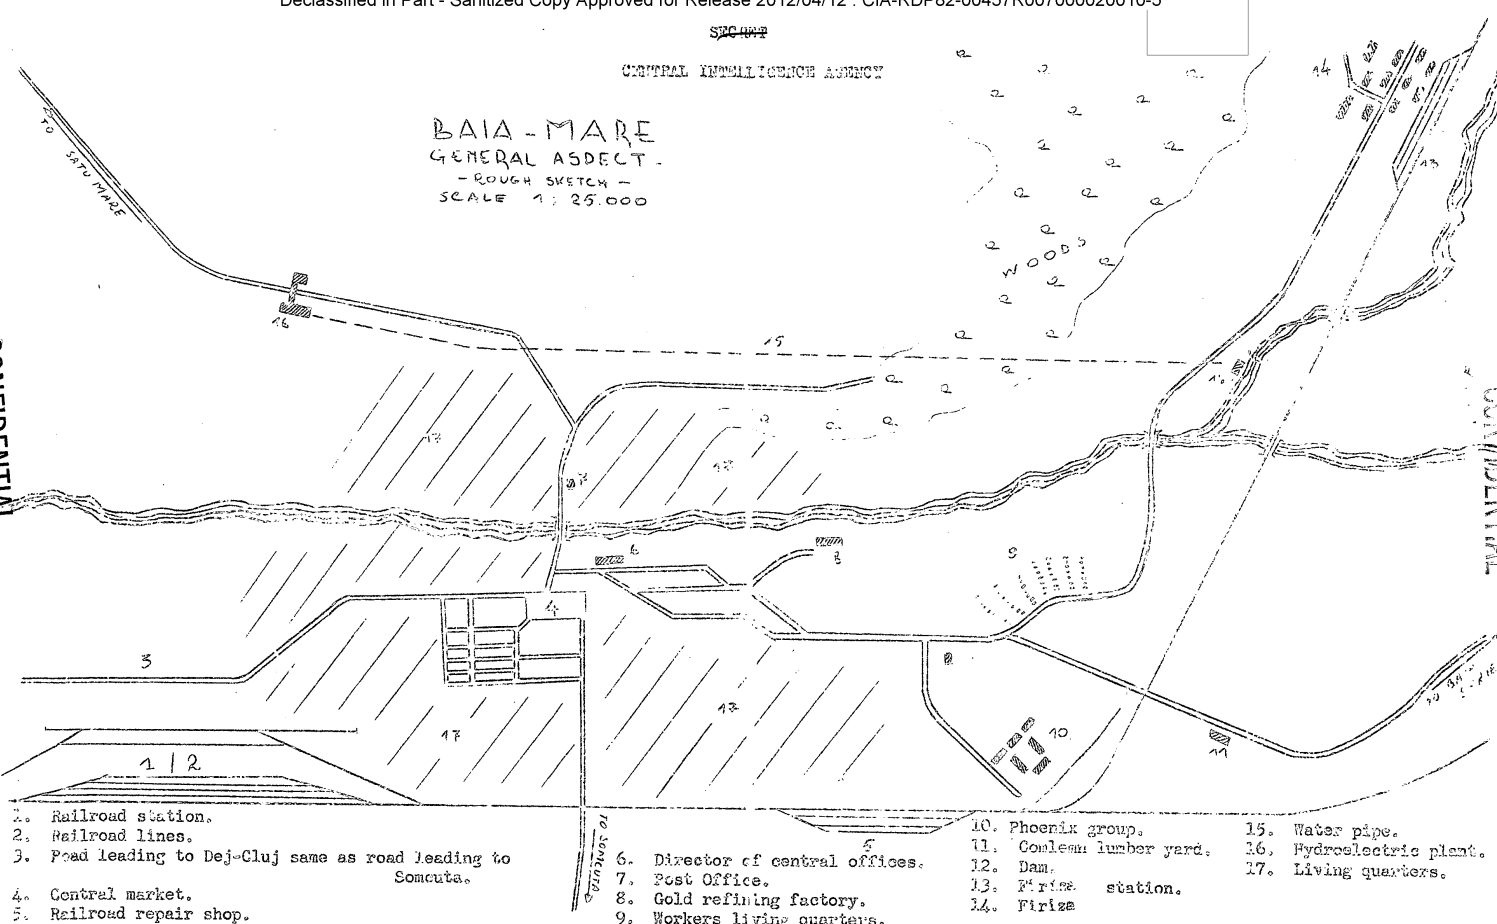 Declassified in Part - Sanitized Copy Approved for Release 2012/04/12 : CIA-RDP82-00457R007000020010-5
SECRET
CENTRAL INTELLIGENCE AGENCY
BAIA-MARE
GENERAL ASDECT-
-ROUGH SKETCH-
SCALE 1:25.000
TO SATU MARE
WOODS
14
13
16
15
17
17
7
6
8
9
4
3
17
17
10
11
1 | 2
5
TO SOMCUTA
CONFIDENTIAL
CONFIDENTIAL
1. Railroad station.
2. Railroad lines.
3. Road leading to Dej-Cluj same as road leading to
Somcuta.
4. Central market.
5. Railroad repair shop.
6. Director of central offices.
7. Post Office.
8. Gold refining factory.
9. Workers living quarters.
10. Phoenix group.
11. lumber yard.
12. Dam.
13. Firiza station.
14. Firiza
15. Water pipe.
16. Hydroelectric plant.
17. Living quarters.